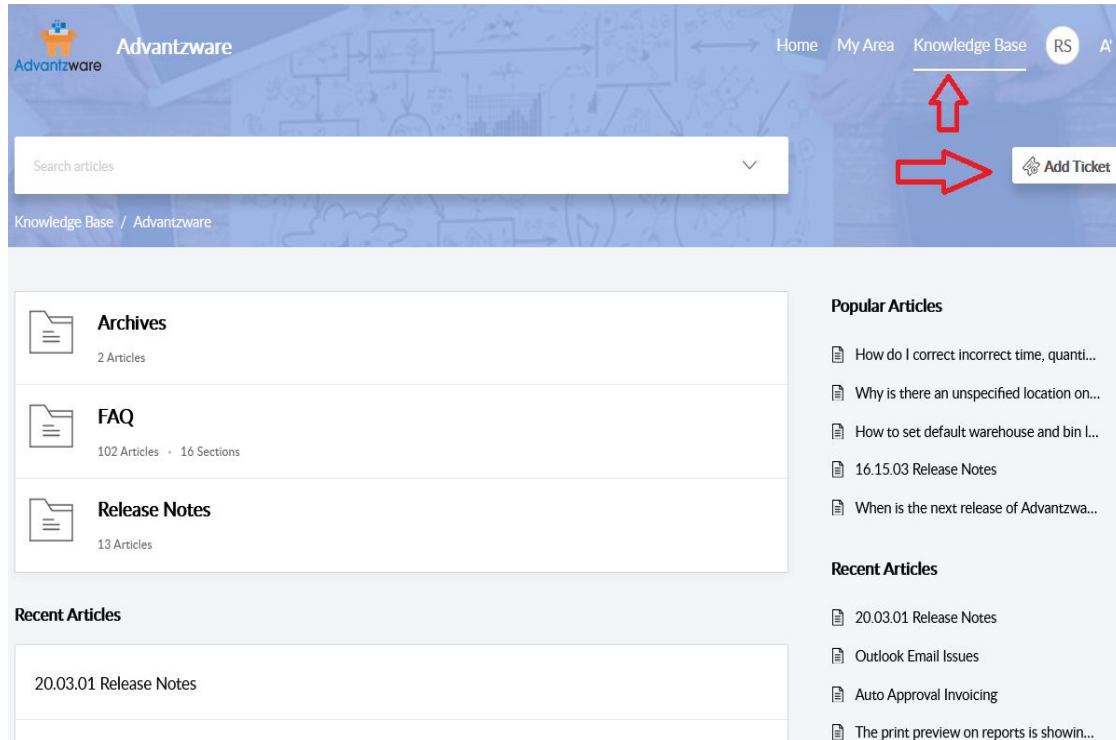 Advantzware
Advantzware
Home My Area Knowledge Base RS A
Search articles
Add Ticket
Knowledge Base / Advantzware
Archives
2 Articles
FAQ
102 Articles • 16 Sections
Release Notes
13 Articles
Recent Articles
20.03.01 Release Notes
Popular Articles
How do I correct incorrect time, quanti...
Why is there an unspecified location on...
How to set default warehouse and bin l...
16.15.03 Release Notes
When is the next release of Advantzwa...
Recent Articles
20.03.01 Release Notes
Outlook Email Issues
Auto Approval Invoicing
The print preview on reports is showin...